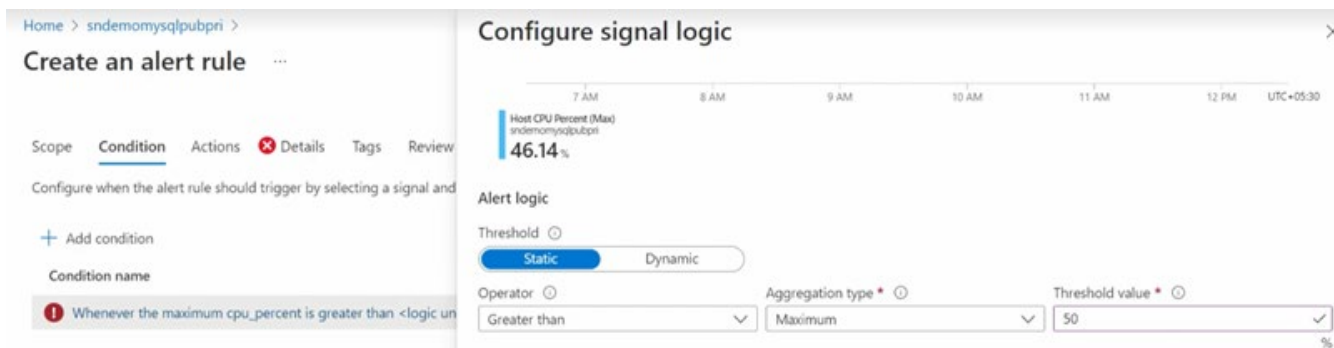 Home > sndemomysqlpubpri >
Create an alert rule ...
Scope Condition Actions Details Tags Review
Configure when the alert rule should trigger by selecting a signal and
+ Add condition
Condition name
Whenever the maximum cpu_percent is greater than <logic un
Configure signal logic
7 AM 8 AM 9 AM 10 AM 11 AM 12 PM UTC+05:30
Host CPU Percent (Max)
sndemomysqlpubpri
46.14 %
Alert logic
Threshold
Static Dynamic
Operator Aggregation type * Threshold value *
Greater than Maximum 50
%